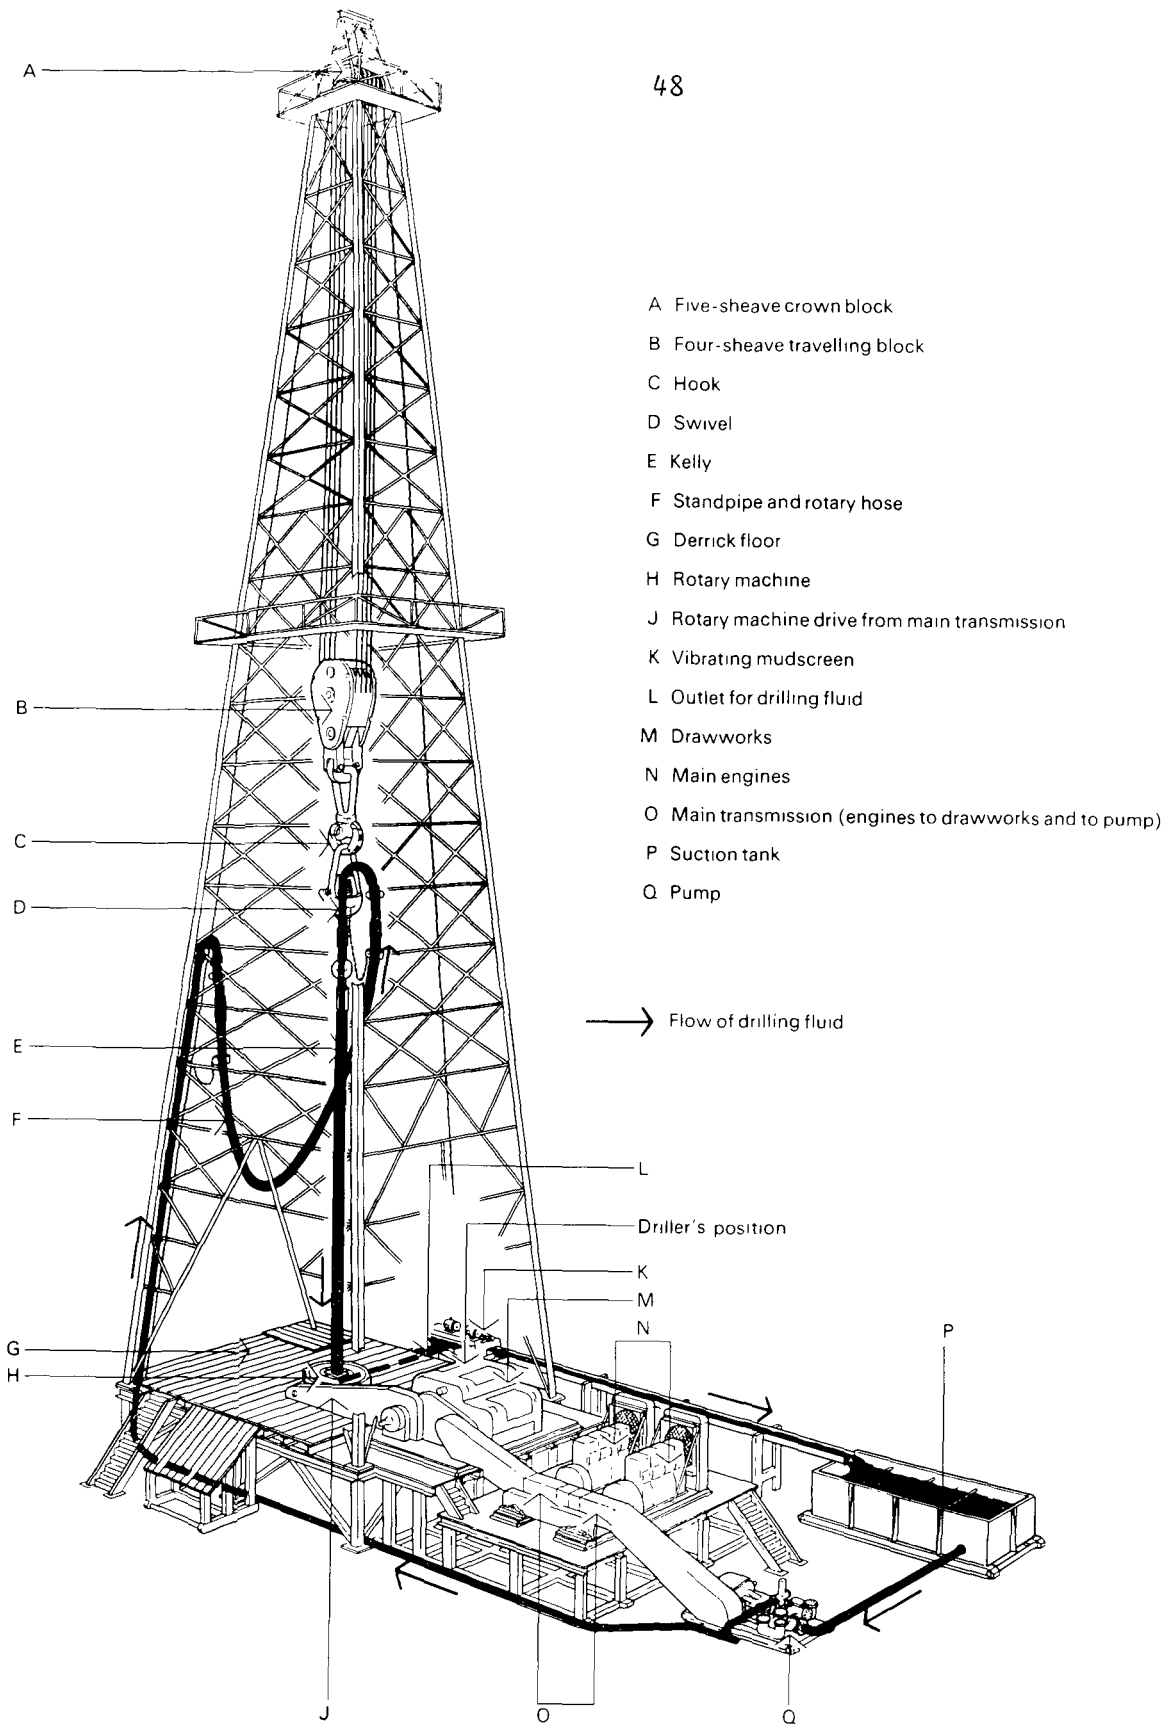 48
A
A Five-sheave crown block
B Four-sheave travelling block
C Hook
D Swivel
E Kelly
F Standpipe and rotary hose
G Derrick floor
H Rotary machine
J Rotary machine drive from main transmission
K Vibrating mudscreen
L Outlet for drilling fluid
M Drawworks
N Main engines
O Main transmission (engines to drawworks and to pump)
P Suction tank
Q Pump
B
C
D
Flow of drilling fluid
E
F
L
Driller's position
K
M
N
P
G
H
J
O
Q